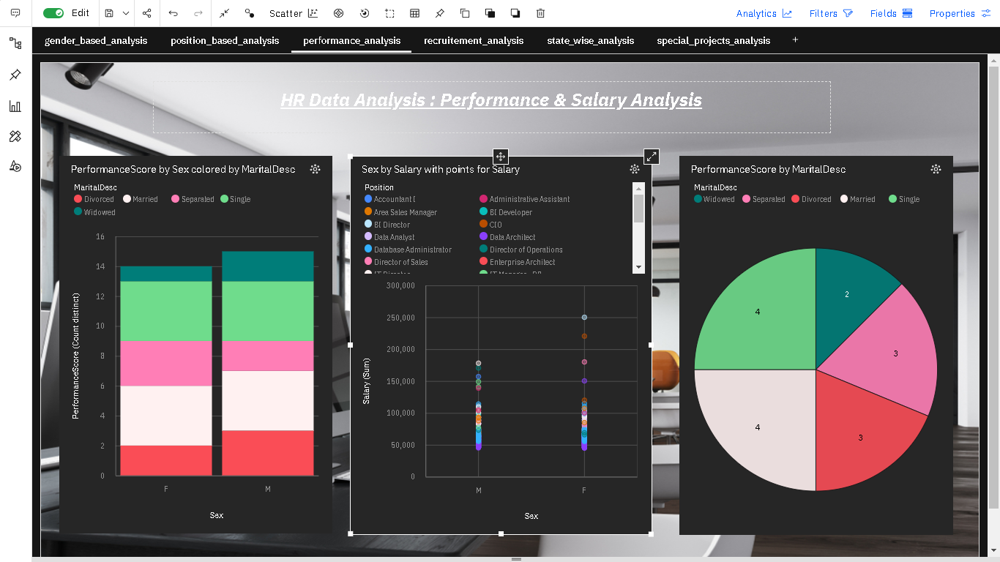 Edit
Scatter
Analytics
Filters
Fields
Properties
gender_based_analysis
position_based_analysis
performance_analysis
recruitement_analysis
state_wise_analysis
special_projects_analysis
+
HR Data Analysis : Performance & Salary Analysis
PerformanceScore by Sex colored by MaritalDesc
MaritalDesc
Divorced Married Separated Single
Widowed
PerformanceScore (Count distinct)
16
14
12
10
8
6
4
2
0
F M
Sex
Sex by Salary with points for Salary
Position
Accountant I Administrative Assistant
Area Sales Manager BI Developer
BI Director CIO
Data Analyst Data Architect
Database Administrator Director of Operations
Director of Sales Enterprise Architect
Salary (Sum)
300,000
250,000
200,000
150,000
100,000
50,000
0
M F
Sex
PerformanceScore by MaritalDesc
MaritalDesc
Widowed Separated Divorced Married Single
4
2
3
4
3